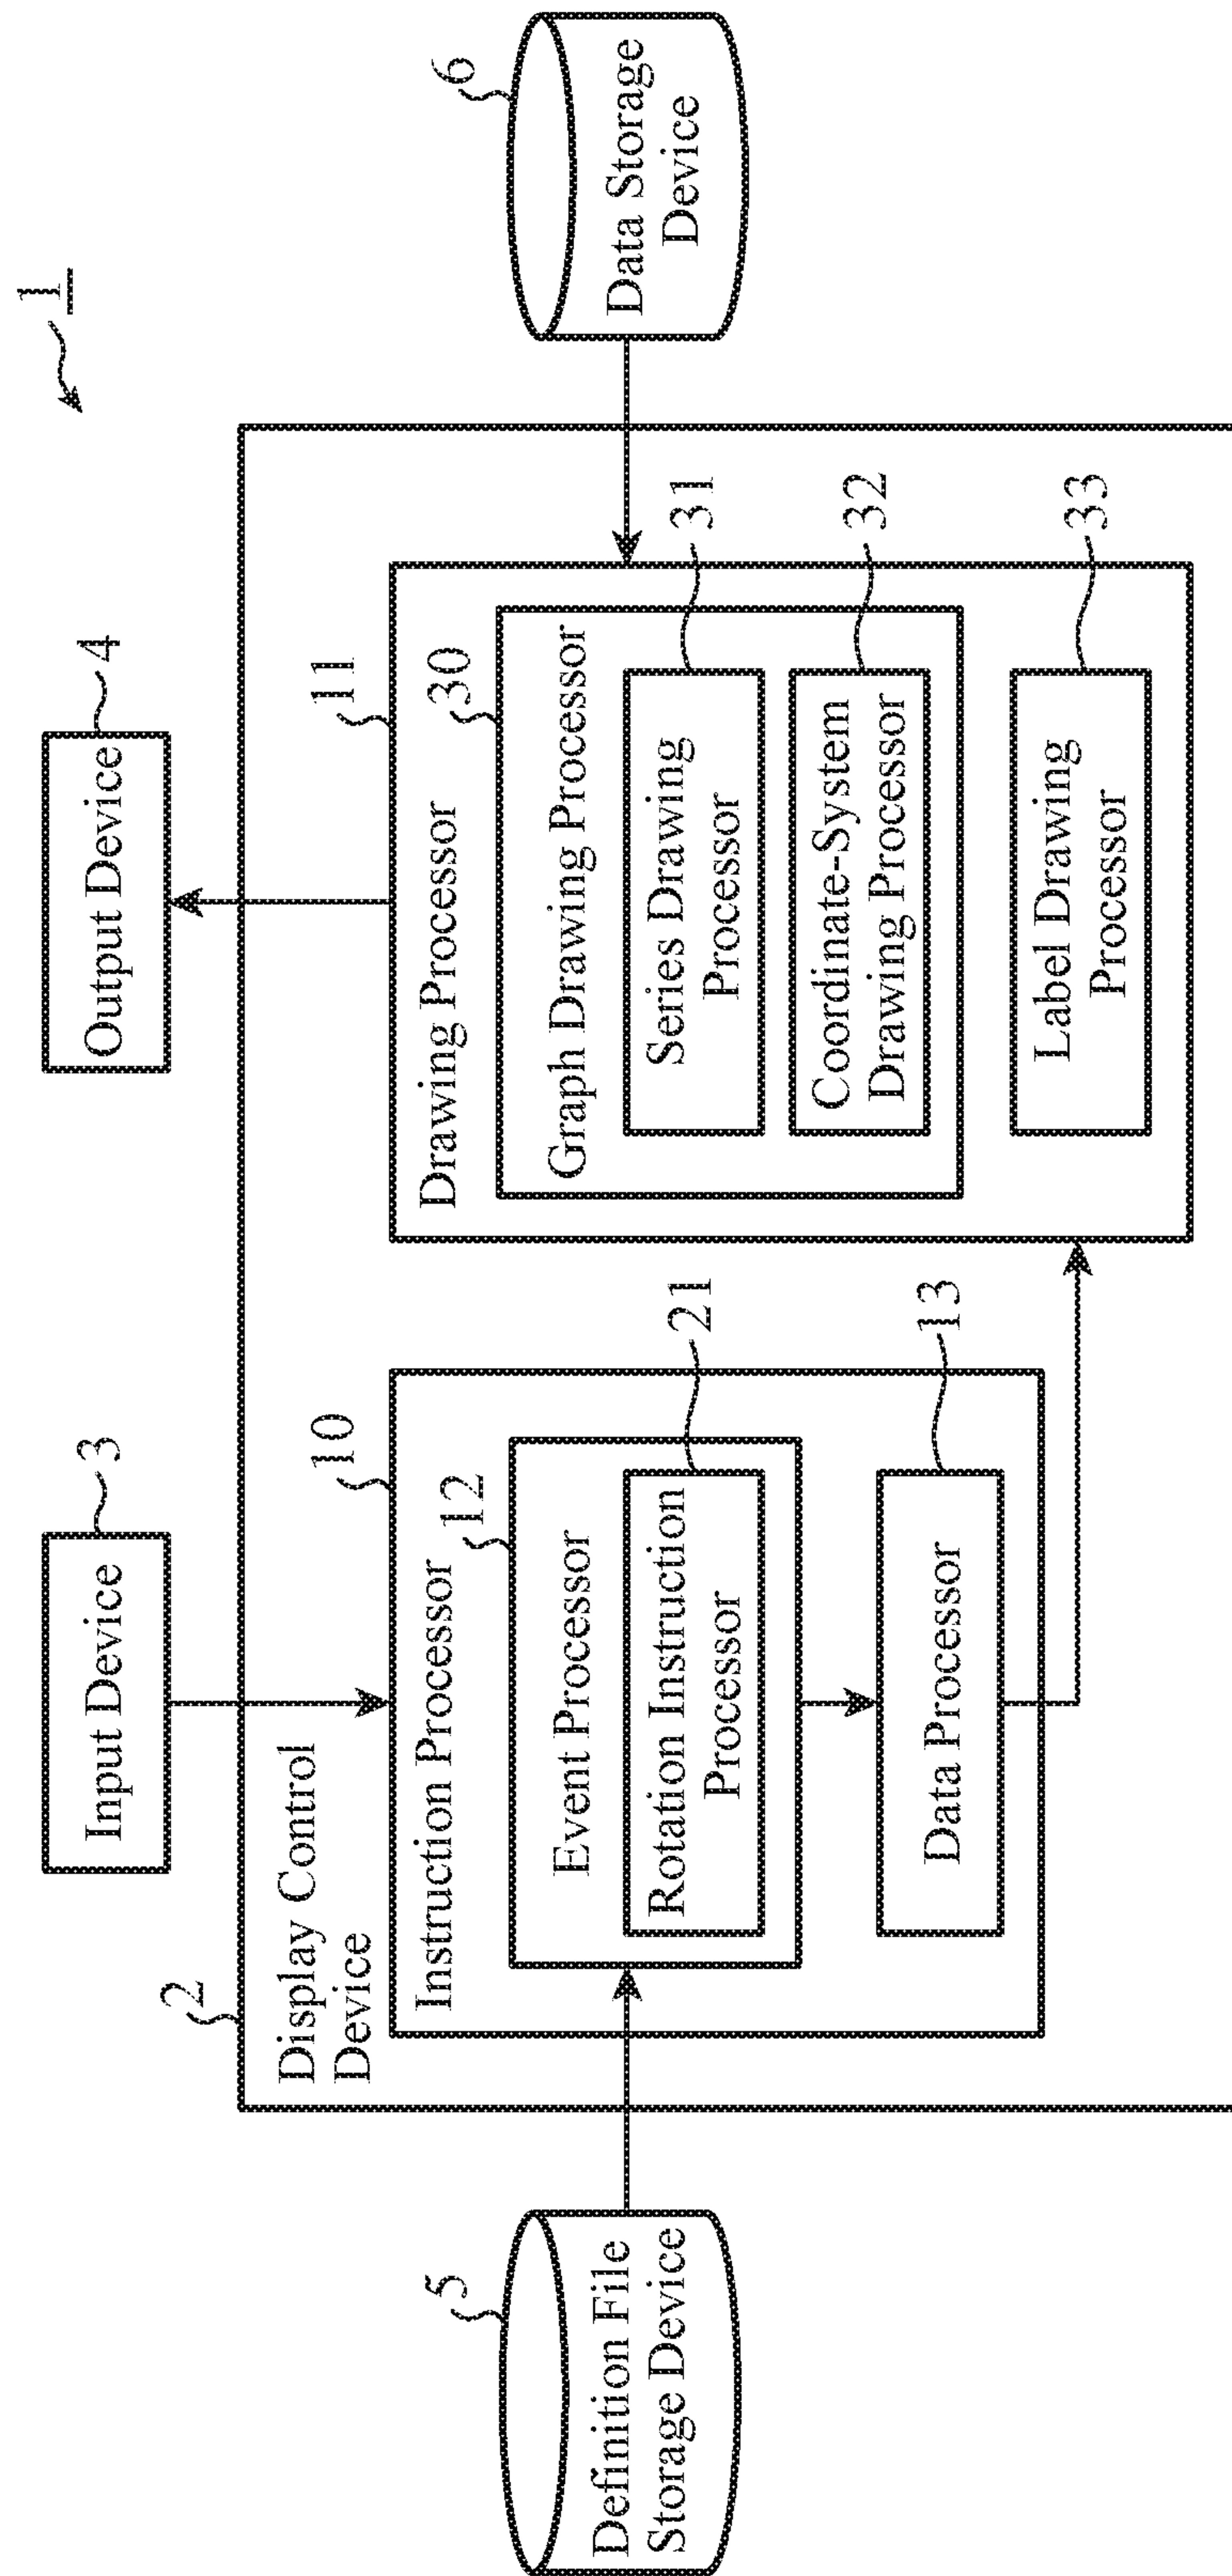 1
Input Device
3
Output Device
4
2
Display Control
Device
10
Instruction Processor
12
Event Processor
Rotation Instruction
Processor
21
Data Processor
13
11
Drawing Processor
30
Graph Drawing Processor
Series Drawing
Processor
31
Coordinate-System
Drawing Processor
32
Label Drawing
Processor
33
5
Definition File
Storage Device
6
Data Storage
Device